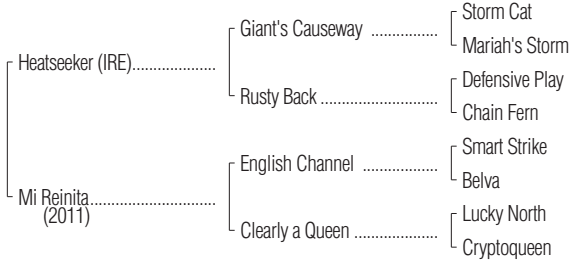 Storm Cat
Giant's Causeway ..................
Mariah's Storm
Heatseeker (IRE)....................
Defensive Play
Rusty Back ............................
Chain Fern
Smart Strike
English Channel ..................
Belva
Mi Reinita..............................
(2011)
Lucky North
Clearly a Queen ....................
Cryptoqueen